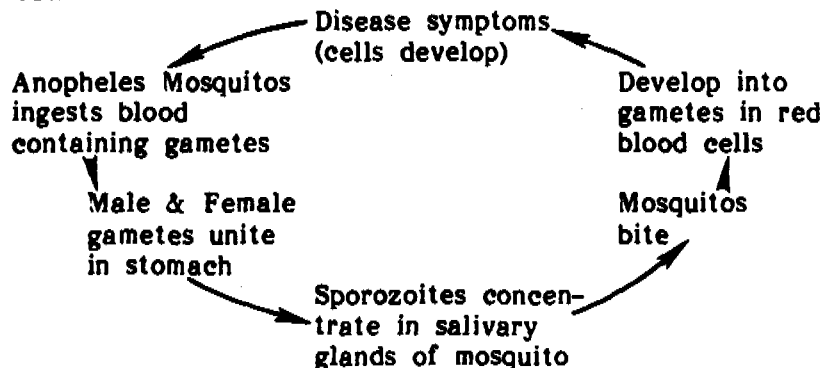 Disease symptoms
(cells develop)
Anopheles Mosquitos
ingests blood
containing gametes
Develop into
gametes in red
blood cells
Male & Female
gametes unite
in stomach
Mosquitos
bite
Sporozoites concen-
trate in salivary
glands of mosquito